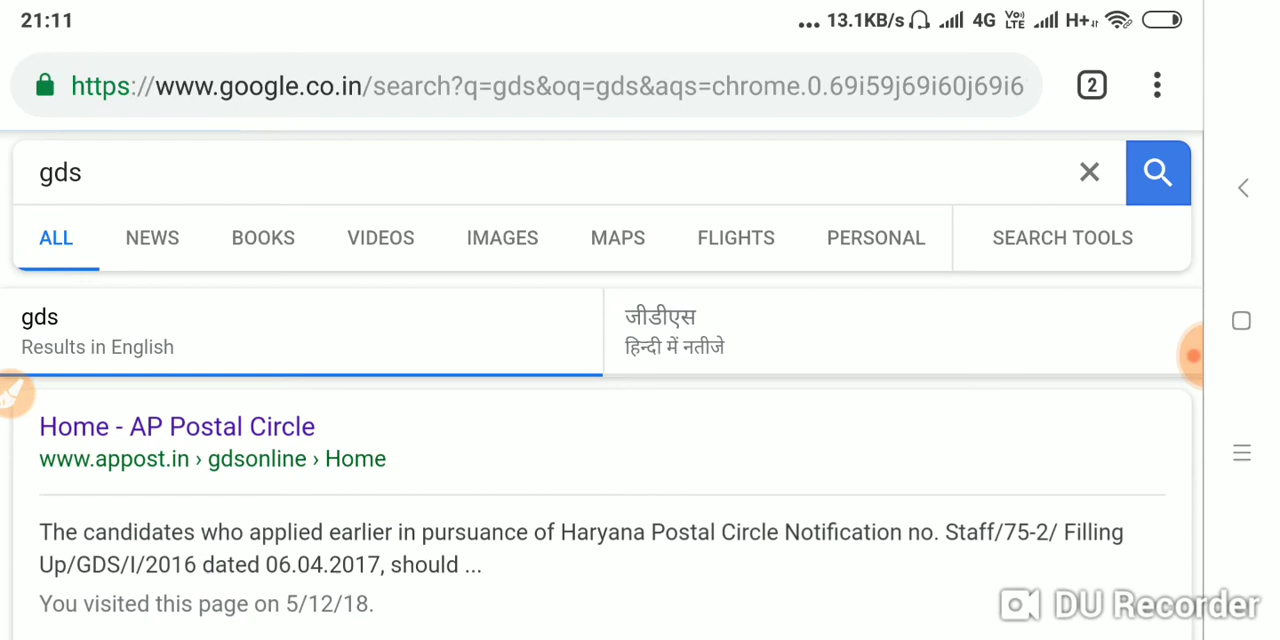 21:11 ... 13.1KB/s 4G VoLTE H+
https://www.google.co.in/search?q=gds&oq=gds&aqs=chrome.0.69i59j69i60j69i6
2
gds
ALL NEWS BOOKS VIDEOS IMAGES MAPS FLIGHTS PERSONAL SEARCH TOOLS
gds जीडीएस
Results in English हिन्दी में नतीजे
Home - AP Postal Circle
www.appost.in › gdsonline › Home
The candidates who applied earlier in pursuance of Haryana Postal Circle Notification no. Staff/75-2/ Filling
Up/GDS/I/2016 dated 06.04.2017, should ...
You visited this page on 5/12/18.
DU Recorder